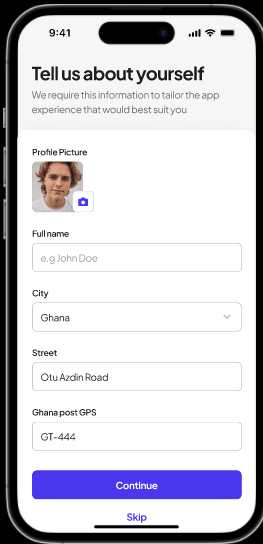 9:41
Tell us about yourself
We require this information to tailor the app
experience that would best suit you
Profile Picture
Full name
e.g John Doe
City
Ghana
Street
Otu Azdin Road
Ghana post GPS
GT-444
Continue
Skip